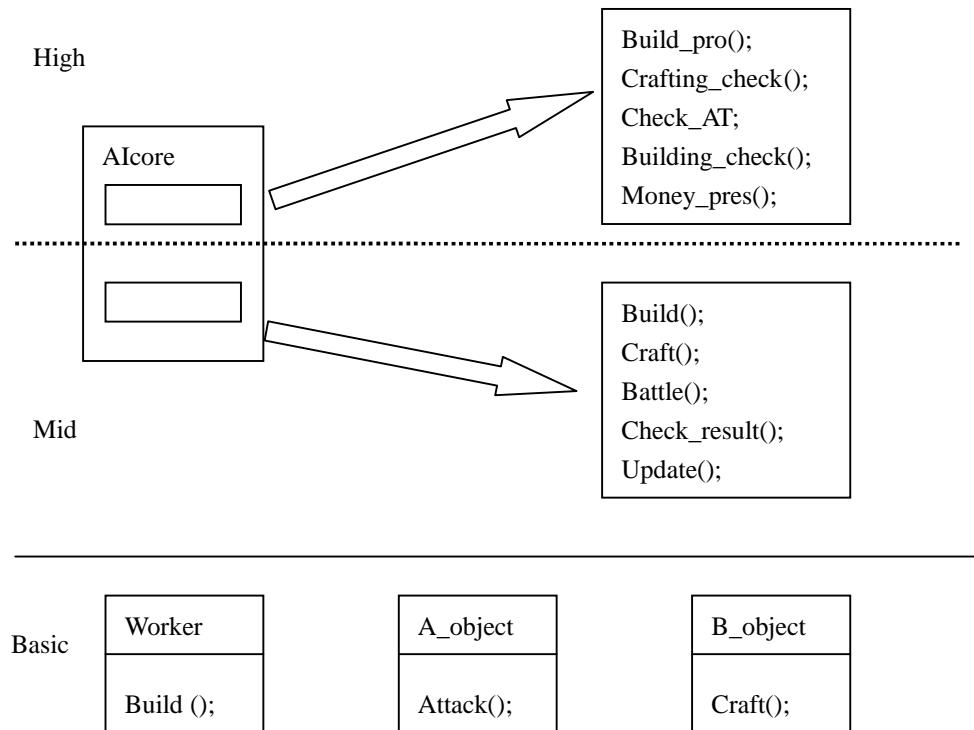 High
Build_pro();
Crafting_check();
Check_AT;
Building_check();
Money_pres();
AIcore
Build();
Craft();
Battle();
Check_result();
Update();
Mid
Basic
Worker
Build ();
A_object
Attack();
B_object
Craft();